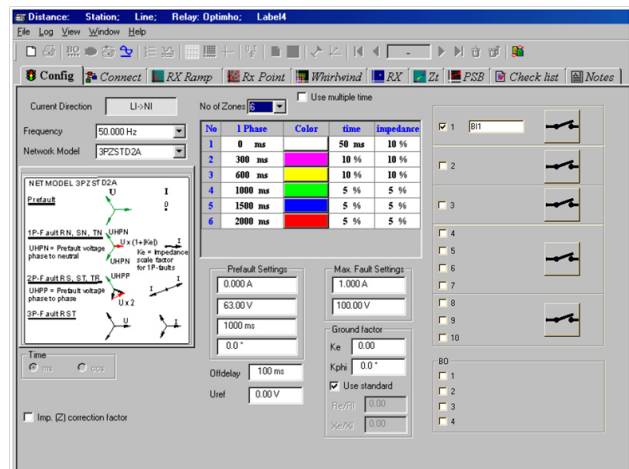 Distance: Station; Line; Relay: Optimho; Label4
File Log View Window Help
Config Connect RX Ramp Rx Point Whirlwind RX Zt PSB Check list Notes
Current Direction LI->NI
No of Zones 6
Use multiple time
Frequency 50.000 Hz
Network Model 3PZSTD2A
No 1 Phase Color time impedance
1 0 ms 50 ms 10 %
2 300 ms 10 % 10 %
3 600 ms 10 % 10 %
4 1000 ms 5 % 5 %
5 1500 ms 5 % 5 %
6 2000 ms 5 % 5 %
NET MODEL 3PZSTD2A
U I
Prefault
0
1P-Fault RN, SN, TN
UHPN
U x (1+|Ke|) I
UHPN = Prefault voltage
phase to neutral
Ke = Impedance
scale factor
for 1P-faults
2P-Fault RS, ST, TR
UHPP
UHPP = Prefault voltage
phase to phase
U x 2
I
3P-Fault RST
U I
Time
ms ccs
Imp. (Z) correction factor
Prefault Settings
0.000 A
63.00 V
1000 ms
0.0 °
Offdelay 100 ms
Uref 0.00 V
Max. Fault Settings
1.000 A
100.00 V
Ground factor
Ke 0.00
Kphi 0.0 °
Use standard
Re/Rl 0.00
Xe/Xl 0.00
1 BI1
2
3
4
5
6
7
8
9
10
BO
1
2
3
4